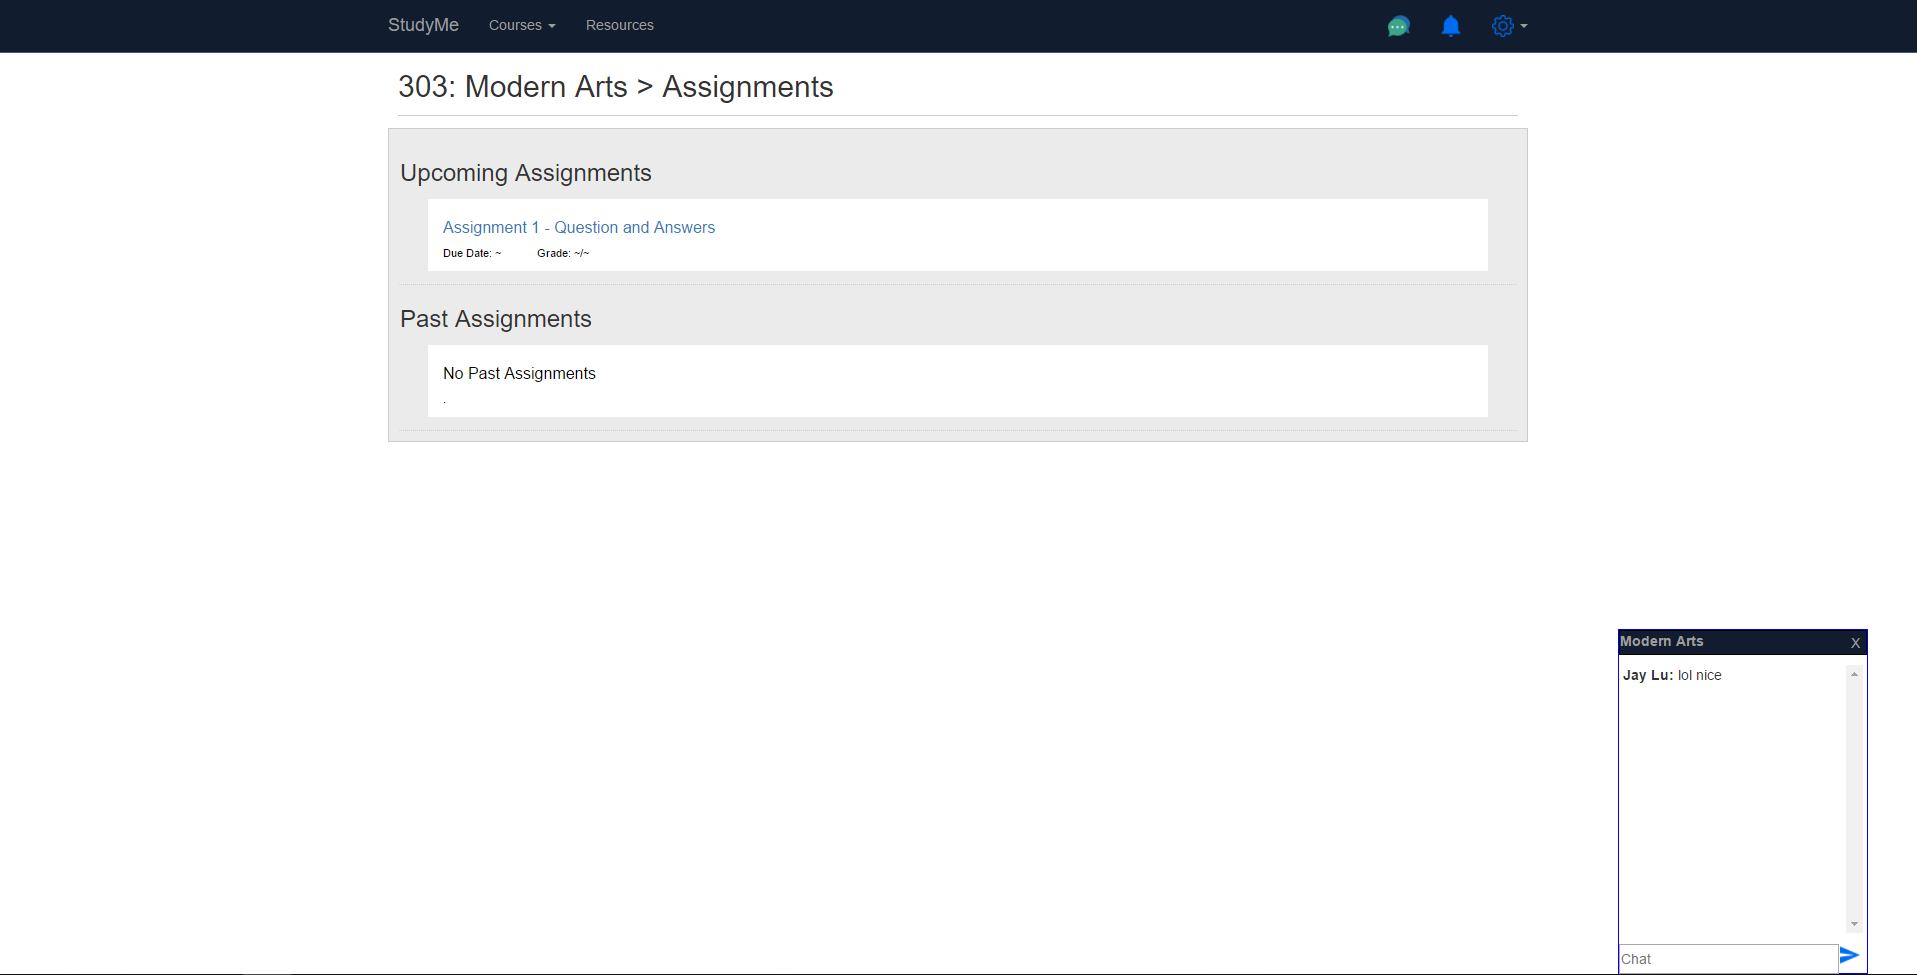 StudyMe Courses Resources
303: Modern Arts > Assignments
Upcoming Assignments
Assignment 1 - Question and Answers
Due Date: ~ Grade: ~/~
Past Assignments
No Past Assignments
.
Modern Arts X
Jay Lu: lol nice
Chat